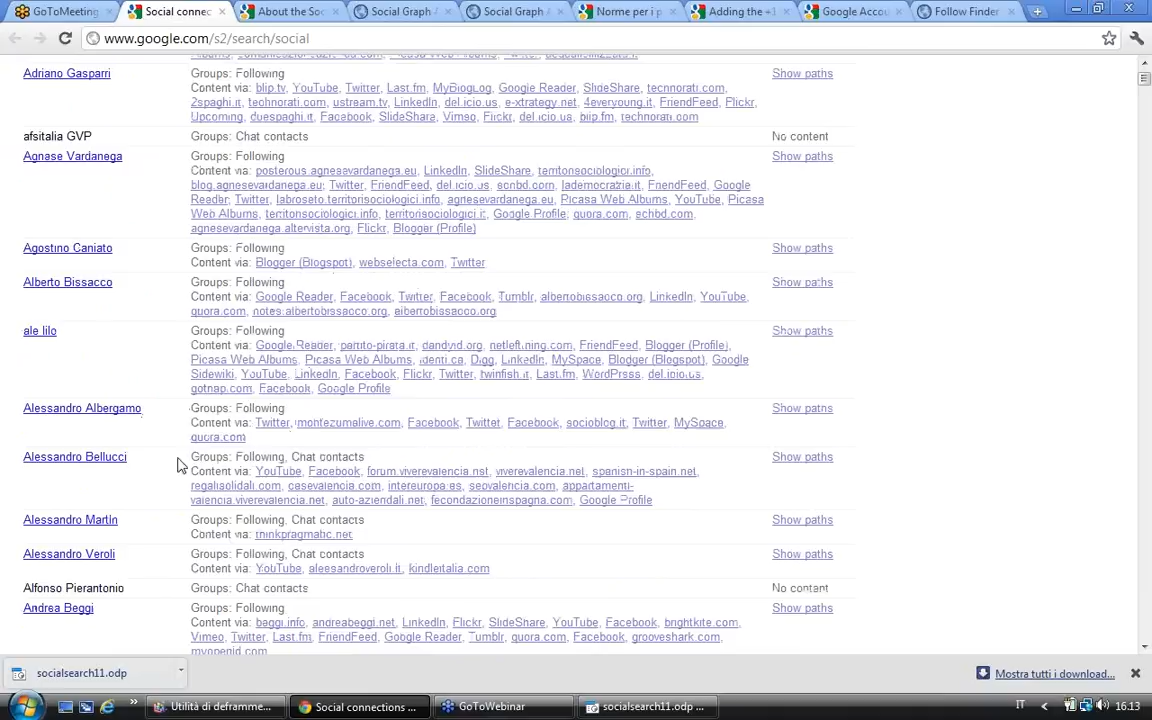 GoToMeeting
Social connec
About the Soc
Social Graph A
Social Graph A
Norme per i p
Adding the +1
Google Accou
Follow Finder
www.google.com/s2/search/social
Adriano Gasparri
Groups: Following
Show paths
Content via: blip.tv, YouTube, Twitter, Last.fm, MyBlogLog, Google Reader, SlideShare, technorati.com,
2spaghi.it, technorati.com, ustream.tv, LinkedIn, del.icio.us, e-strategy.net, 4everyoung.it, FriendFeed, Flickr,
Upcoming, duespaghi.it, Facebook, SlideShare, Vimeo, Flickr, del.icio.us, blip.fm, technorati.com
afsitalia GVP
Groups: Chat contacts
No content
Agnese Vardanega
Groups: Following
Show paths
Content via: posterous.agnesevardanega.eu, LinkedIn, SlideShare, territorisociologici.info,
blog.agnesevardanega.eu, Twitter, FriendFeed, del.icio.us, scribd.com, lademocrazia.it, FriendFeed, Google
Reader, Twitter, labroseto.territorisociologici.info, agnesevardanega.eu, Picasa Web Albums, YouTube, Picasa
Web Albums, territorisociologici.info, territorisociologici.it, Google Profile, quora.com, scribd.com,
agnesevardanega.altervista.org, Flickr, Blogger (Profile)
Agostino Caniato
Groups: Following
Show paths
Content via: Blogger (Blogspot), webselecta.com, Twitter
Alberto Bissacco
Groups: Following
Show paths
Content via: Google Reader, Facebook, Twitter, Facebook, Tumblr, albertobissacco.org, LinkedIn, YouTube,
quora.com, notes.albertobissacco.org, albertobissacco.org
ale lilo
Groups: Following
Show paths
Content via: Google Reader, partito-pirata.it, dandyid.org, netleftning.com, FriendFeed, Blogger (Profile),
Picasa Web Albums, Picasa Web Albums, identi.ca, Digg, LinkedIn, MySpace, Blogger (Blogspot), Google
Sidewiki, YouTube, LinkedIn, Facebook, Flickr, Twitter, twinfish.it, Last.fm, WordPress, del.icio.us,
gotnap.com, Facebook, Google Profile
Alessandro Albergamo
Groups: Following
Show paths
Content via: Twitter, montezumalive.com, Facebook, Twitter, Facebook, socioblog.it, Twitter, MySpace,
quora.com
Alessandro Bellucci
Groups: Following, Chat contacts
Show paths
Content via: YouTube, Facebook, forum.viverevalencia.net, viverevalencia.net, spanish-in-spain.net,
regalisolidali.com, casevalencia.com, intereuropa.es, seovalencia.com, appartamenti-
valencia.viverevalencia.net, auto-aziendali.net, fecondazioneinspagna.com, Google Profile
Alessandro Martin
Groups: Following, Chat contacts
Show paths
Content via: thinkpragmatic.net
Alessandro Veroli
Groups: Following, Chat contacts
Show paths
Content via: YouTube, alessandroveroli.it, kindleitalia.com
Alfonso Pierantonio
Groups: Chat contacts
No content
Andrea Beggi
Groups: Following
Show paths
Content via: beggi.info, andreabeggi.net, LinkedIn, Flickr, SlideShare, YouTube, Facebook, brightkite.com,
Vimeo, Twitter, Last.fm, FriendFeed, Google Reader, Tumblr, quora.com, Facebook, grooveshark.com,
myopenid.com
socialsearch11.odp
Mostra tutti i download...
Utilità di deframme...
Social connections ...
GoToWebinar
socialsearch11.odp ...
IT
16.13